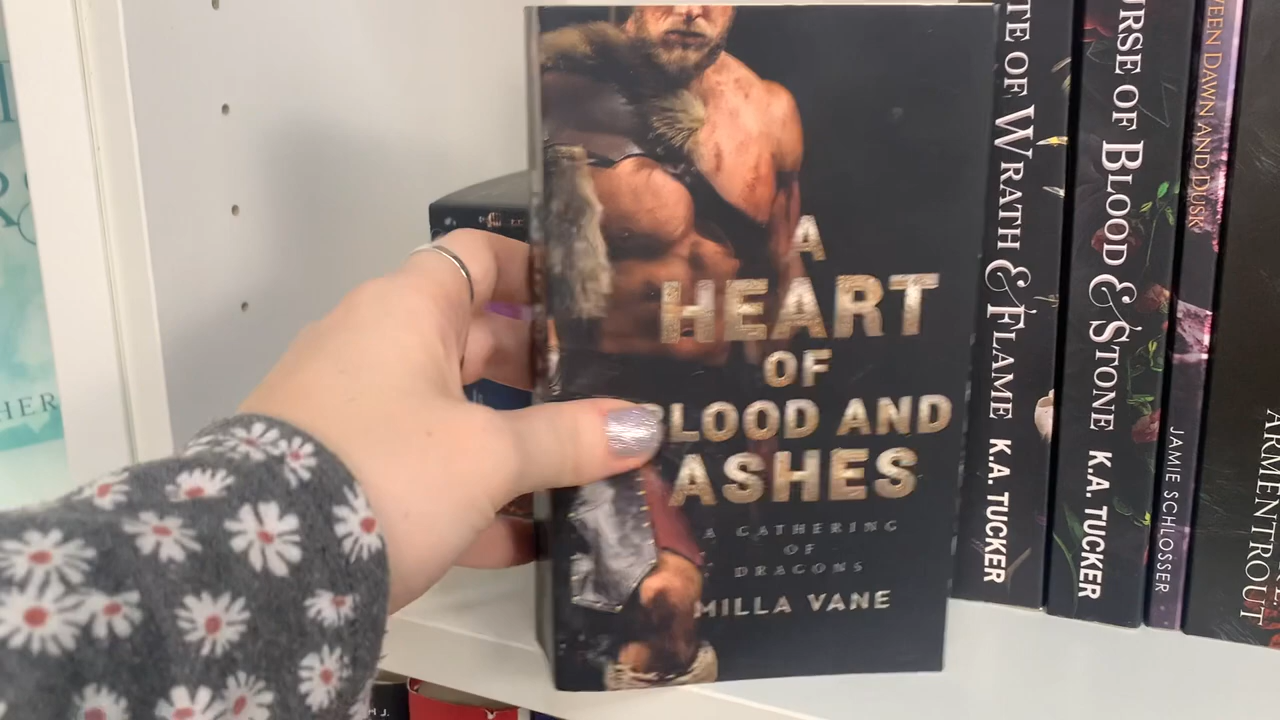 A
HEART
OF
BLOOD AND
ASHES
A GATHERING
OF
DRAGONS
MILLA VANE
TE OF WRATH & FLAME K.A. TUCKER
URSE OF BLOOD & STONE K.A. TUCKER
EEN DAWN AND DUSK JAMIE SCHLOSSER
ARMENTROUT
HER
H J.